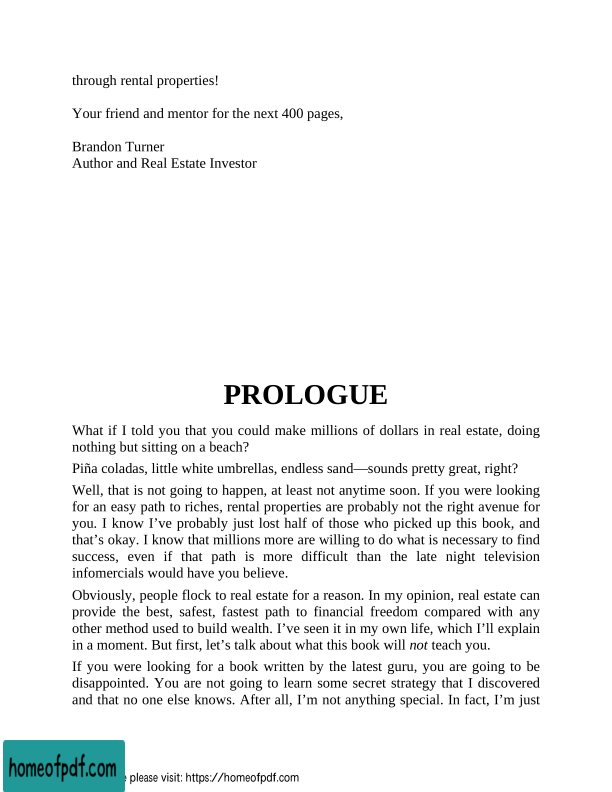 through rental properties!
Your friend and mentor for the next 400 pages,
Brandon Turner
Author and Real Estate Investor
PROLOGUE
What if I told you that you could make millions of dollars in real estate, doing
nothing but sitting on a beach?
Piña coladas, little white umbrellas, endless sand—sounds pretty great, right?
Well, that is not going to happen, at least not anytime soon. If you were looking
for an easy path to riches, rental properties are probably not the right avenue for
you. I know I’ve probably just lost half of those who picked up this book, and
that’s okay. I know that millions more are willing to do what is necessary to find
success, even if that path is more difficult than the late night television
infomercials would have you believe.
Obviously, people flock to real estate for a reason. In my opinion, real estate can
provide the best, safest, fastest path to financial freedom compared with any
other method used to build wealth. I’ve seen it in my own life, which I’ll explain
in a moment. But first, let’s talk about what this book will not teach you.
If you were looking for a book written by the latest guru, you are going to be
disappointed. You are not going to learn some secret strategy that I discovered
and that no one else knows. After all, I’m not anything special. In fact, I’m just
homeofpdf.com
please visit: https://homeofpdf.com